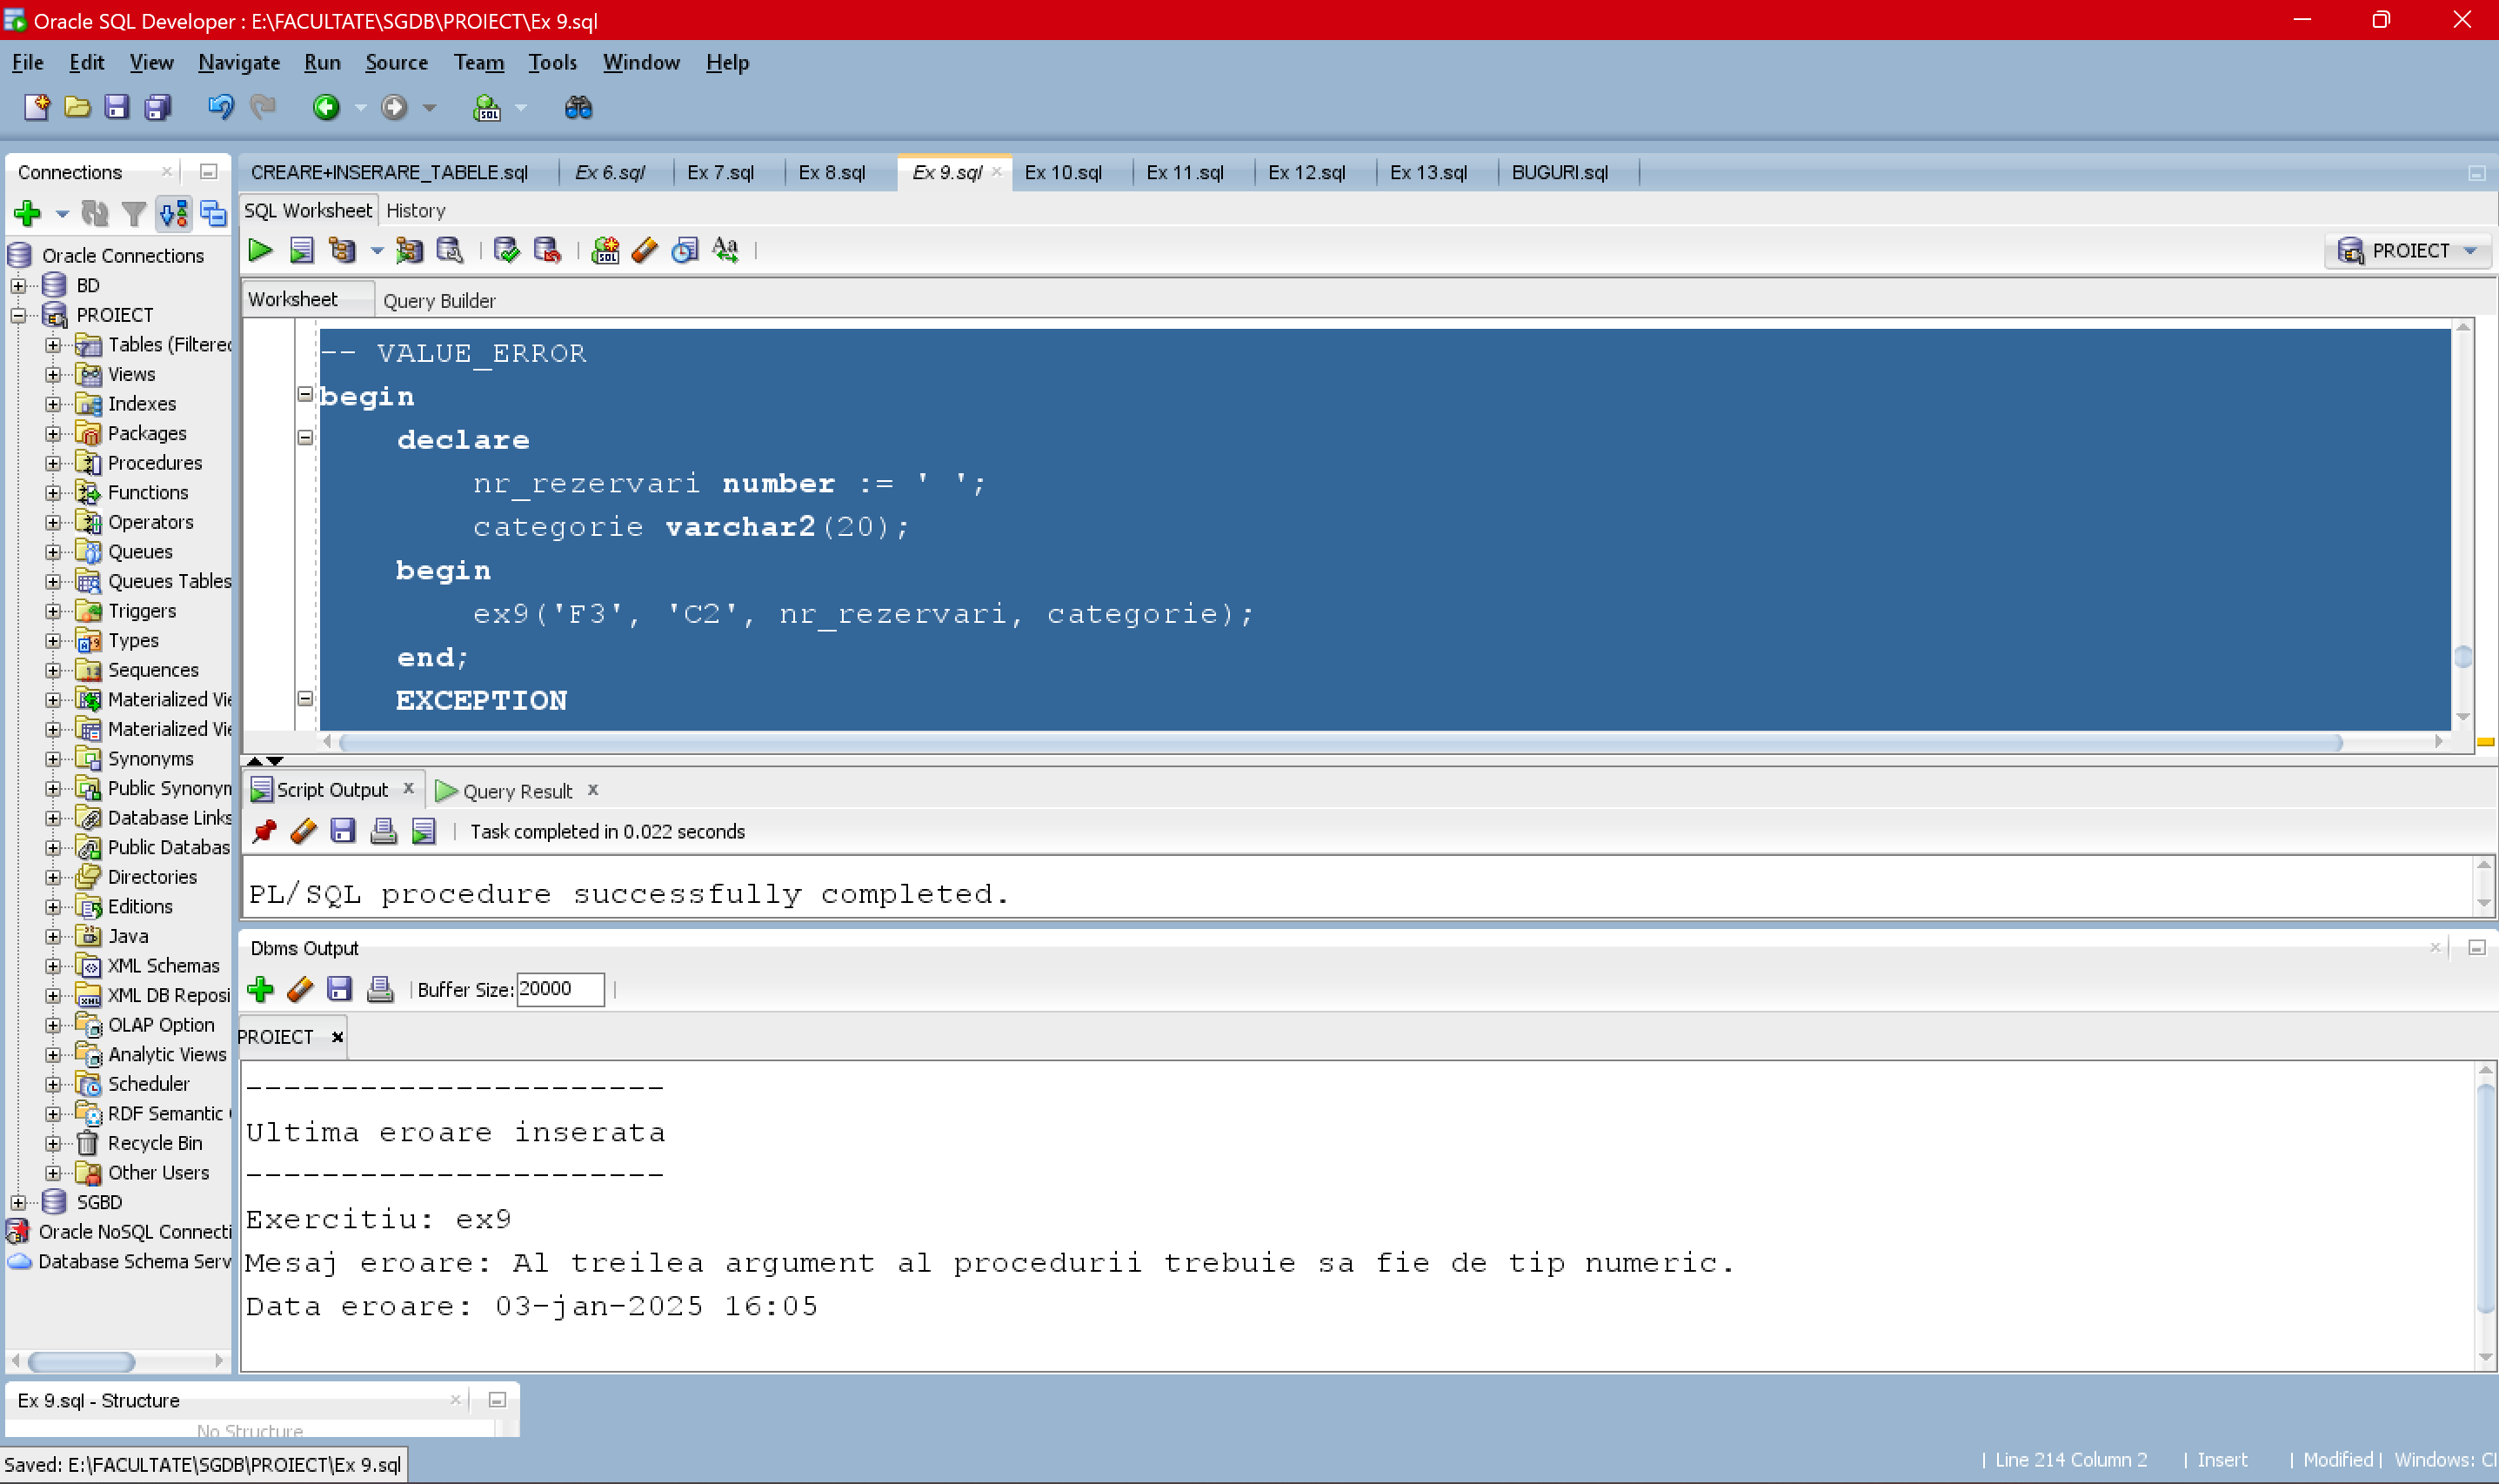 Oracle SQL Developer : E:\FACULTATE\SGDB\PROIECT\Ex 9.sql
File Edit View Navigate Run Source Team Tools Window Help
Connections
CREARE+INSERARE_TABELE.sql Ex 6.sql Ex 7.sql Ex 8.sql Ex 9.sql Ex 10.sql Ex 11.sql Ex 12.sql Ex 13.sql BUGURI.sql
SQL Worksheet History
PROIECT
Worksheet Query Builder
Oracle Connections
BD
PROIECT
Tables (Filtered
Views
Indexes
Packages
Procedures
Functions
Operators
Queues
Queues Tables
Triggers
Types
Sequences
Materialized Vie
Materialized Vie
Synonyms
Public Synonyn
Database Links
Public Databas
Directories
Editions
Java
XML Schemas
XML DB Reposi
OLAP Option
Analytic Views
Scheduler
RDF Semantic
Recycle Bin
Other Users
SGBD
Oracle NoSQL Connecti
Database Schema Serv
-- VALUE_ERROR
begin
declare
nr_rezervari number := ' ';
categorie varchar2(20);
begin
ex9('F3', 'C2', nr_rezervari, categorie);
end;
EXCEPTION
Script Output x Query Result x
Task completed in 0.022 seconds
PL/SQL procedure successfully completed.
Dbms Output
Buffer Size: 20000
PROIECT
----------------------
Ultima eroare inserata
----------------------
Exercitiu: ex9
Mesaj eroare: Al treilea argument al procedurii trebuie sa fie de tip numeric.
Data eroare: 03-jan-2025 16:05
Ex 9.sql - Structure
No Structure
Saved: E:\FACULTATE\SGDB\PROIECT\Ex 9.sql
| Line 214 Column 2 | Insert | Modified | Windows: Cl